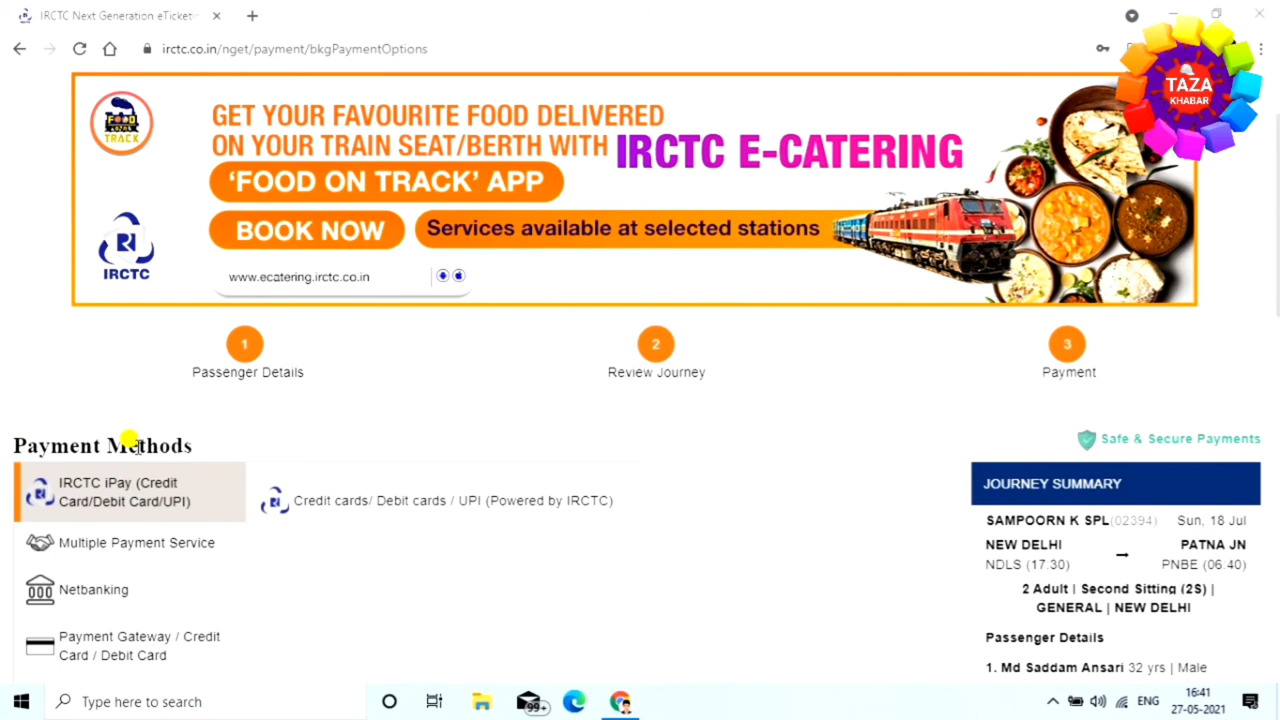 IRCTC Next Generation eTicket
irctc.co.in/nget/payment/bkgPaymentOptions
TAZA
KHABAR
FOOD
ON
TRACK
GET YOUR FAVOURITE FOOD DELIVERED
ON YOUR TRAIN SEAT/BERTH WITH IRCTC E-CATERING
‘FOOD ON TRACK’ APP
BOOK NOW
Services available at selected stations
IRCTC
www.ecatering.irctc.co.in
1
2
3
Passenger Details
Review Journey
Payment
Payment Methods
Safe & Secure Payments
IRCTC iPay (Credit
Card/Debit Card/UPI)
Credit cards/ Debit cards / UPI (Powered by IRCTC)
Multiple Payment Service
Netbanking
Payment Gateway / Credit
Card / Debit Card
JOURNEY SUMMARY
SAMPOORN K SPL(02394) Sun, 18 Jul
NEW DELHI → PATNA JN
NDLS (17.30) PNBE (06.40)
2 Adult | Second Sitting (2S) |
GENERAL | NEW DELHI
Passenger Details
1. Md Saddam Ansari 32 yrs | Male
Type here to search
99+
ENG
16:41
27-05-2021